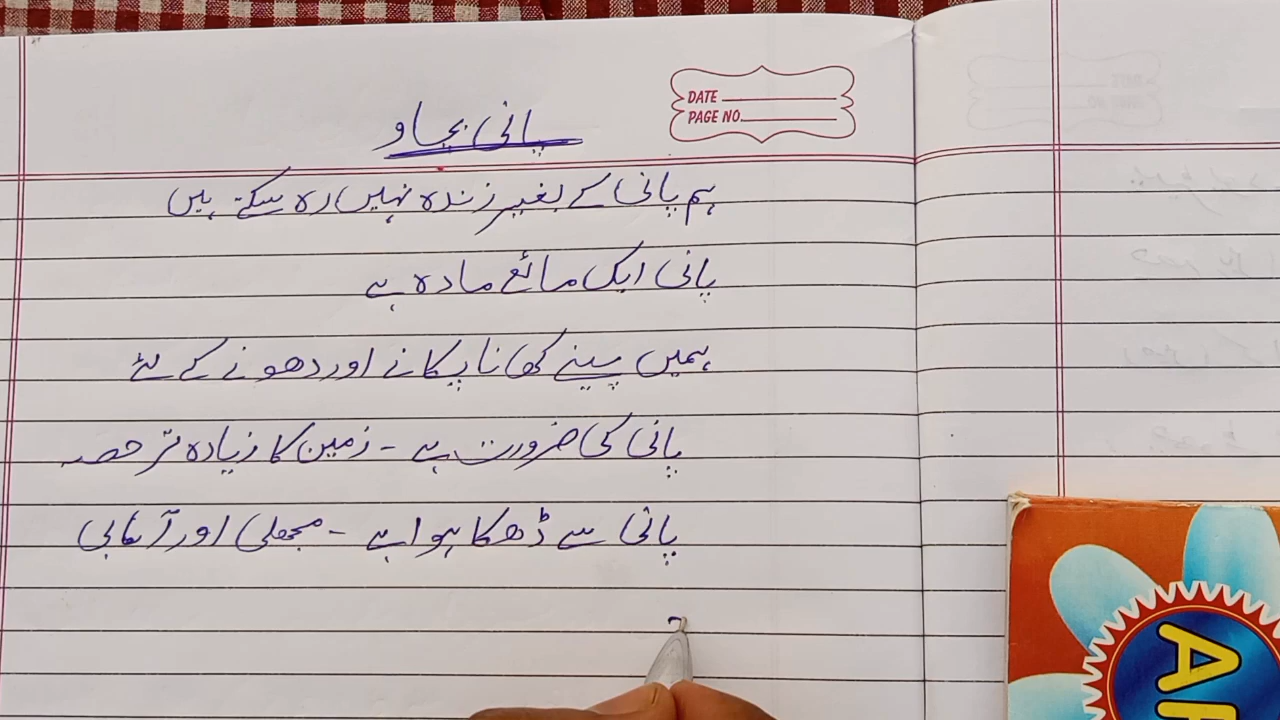 پانی بچاو
DATE
PAGE NO.
ہم پانی کے بغیر زندہ نہیں رہ سکتے ہیں
پانی ایک مائع مادہ ہے
ہمیں پینے کھانا پکانے اور دھونے کے لئے
پانی کی ضرورت ہے - زمین کا زیادہ تر حصہ
پانی سے ڈھکا ہوا ہے - مچھلی اور آبی